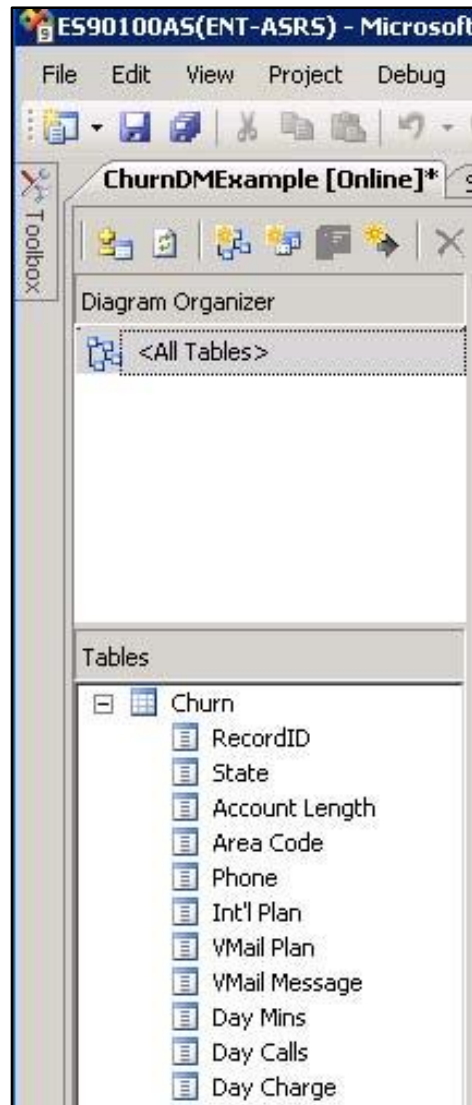 ES90100AS(ENT-ASRS) - Microsoft
File Edit View Project Debug
Toolbox
ChurnDMExample [Online]*
Diagram Organizer
<All Tables>
Tables
Churn
RecordID
State
Account Length
Area Code
Phone
Int'l Plan
VMail Plan
VMail Message
Day Mins
Day Calls
Day Charge